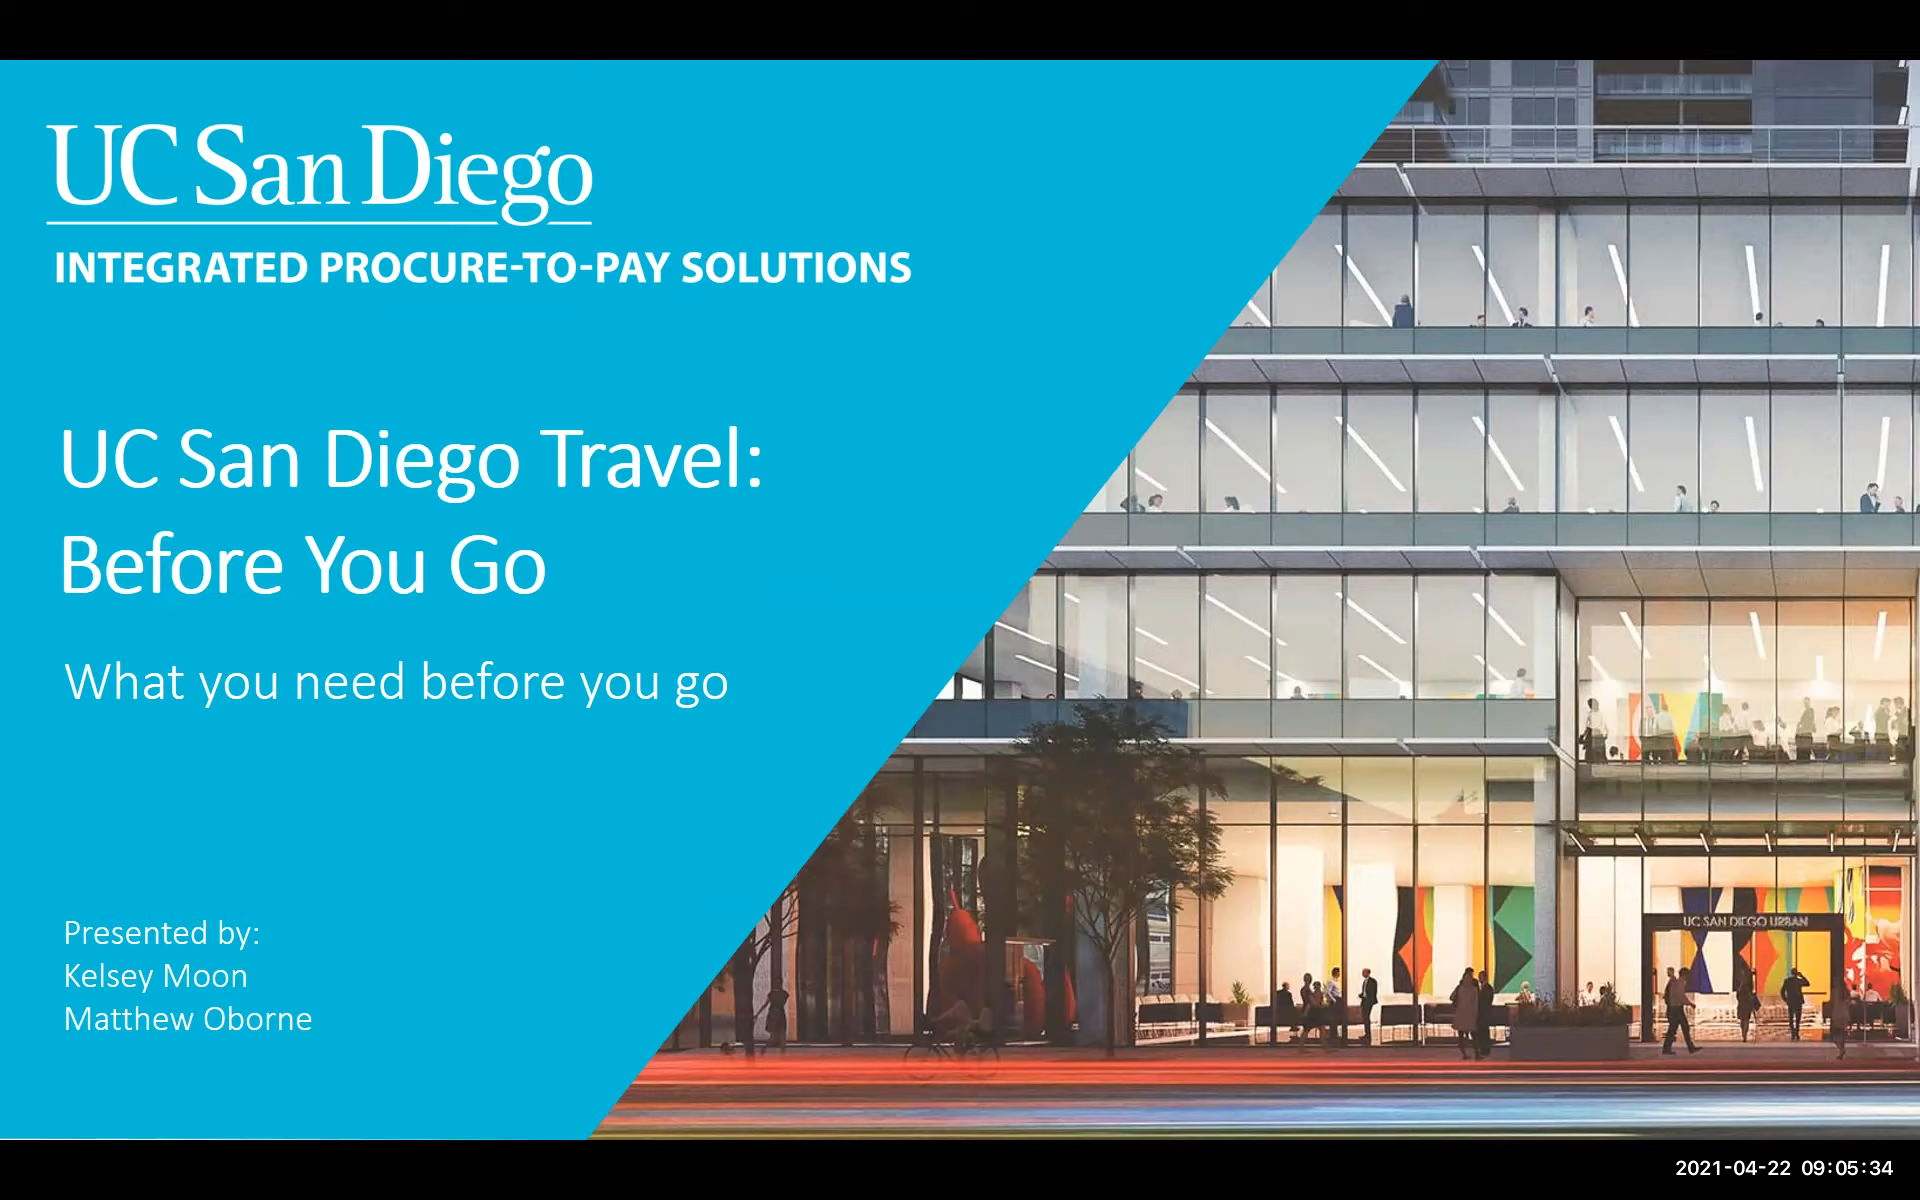 UC San Diego
INTEGRATED PROCURE-TO-PAY SOLUTIONS
UC San Diego Travel:
Before You Go
What you need before you go
Presented by:
Kelsey Moon
Matthew Oborne
UC SAN DIEGO URBAN
2021-04-22 09:05:34